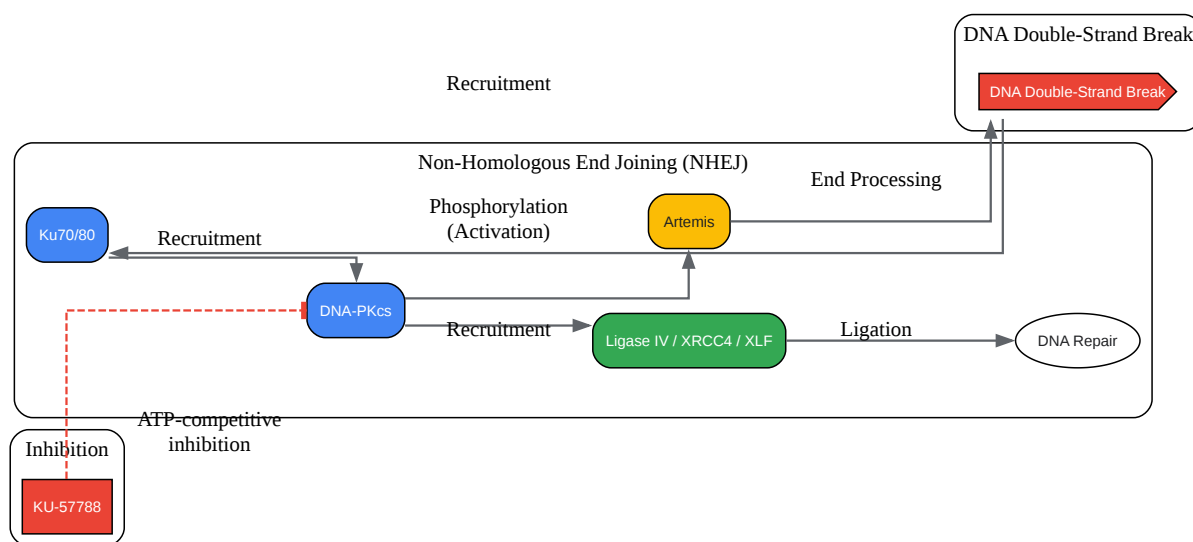 DNA Double-Strand Break
DNA Double-Strand Break
Recruitment
Non-Homologous End Joining (NHEJ)
End Processing
Phosphorylation
(Activation)
Artemis
Ku70/80
Recruitment
DNA-PKcs
Recruitment
Ligase IV / XRCC4 / XLF
Ligation
DNA Repair
ATP-competitive
inhibition
Inhibition
KU-57788